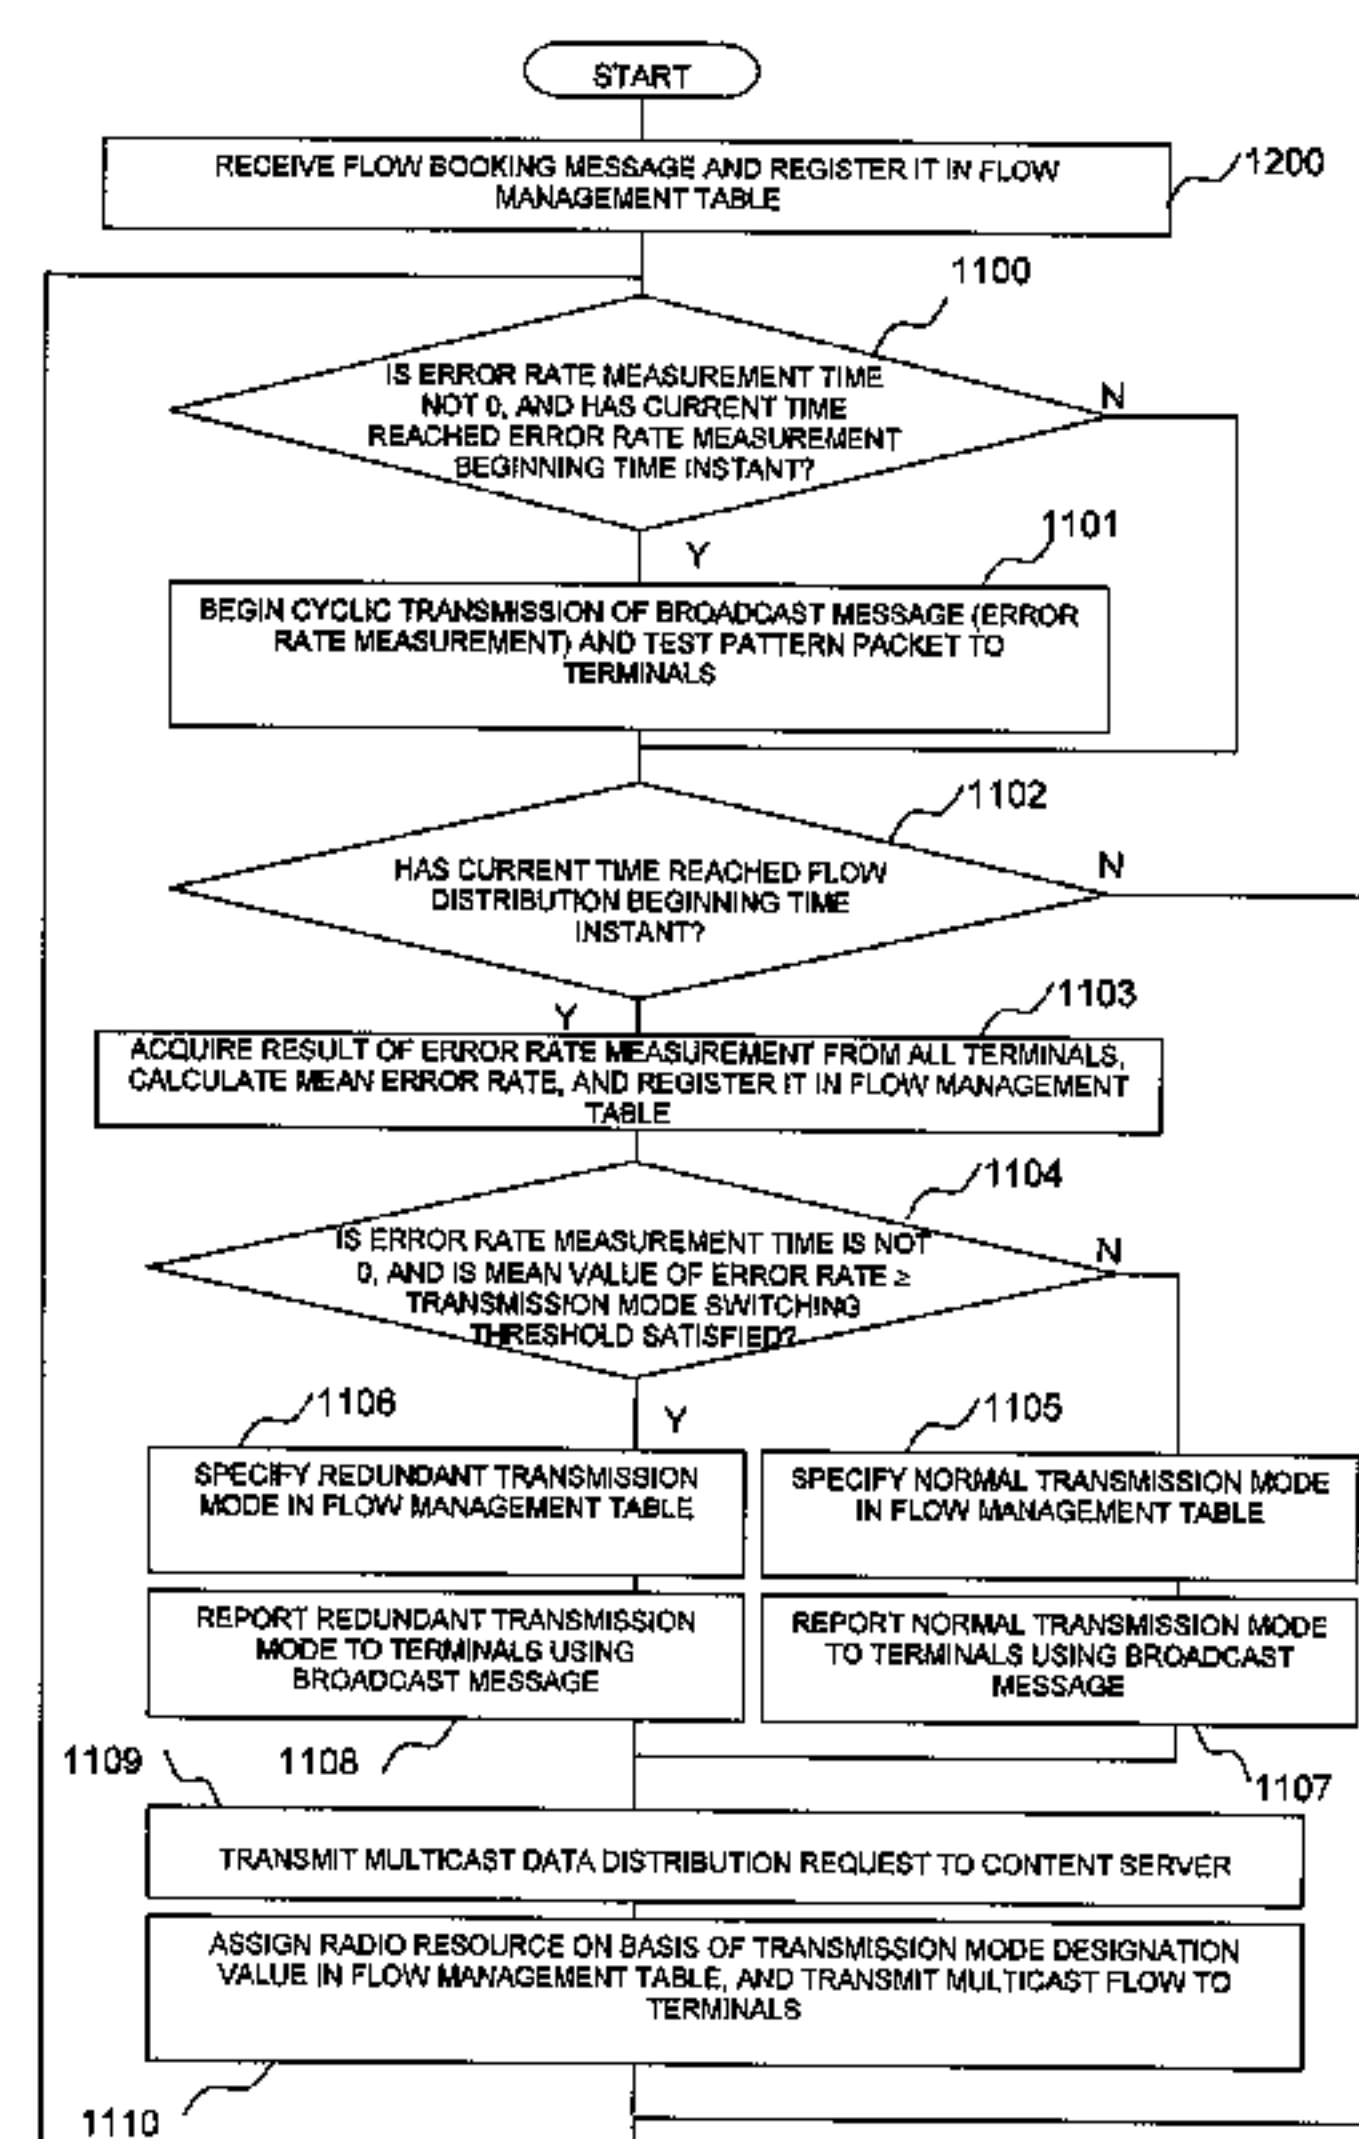 START
RECEIVE FLOW BOOKING MESSAGE AND REGISTER IT IN FLOW
MANAGEMENT TABLE
1200
1100
IS ERROR RATE MEASUREMENT TIME
NOT 0, AND HAS CURRENT TIME
REACHED ERROR RATE MEASUREMENT
BEGINNING TIME INSTANT?
N
Y
1101
BEGIN CYCLIC TRANSMISSION OF BROADCAST MESSAGE (ERROR
RATE MEASUREMENT) AND TEST PATTERN PACKET TO
TERMINALS
1102
HAS CURRENT TIME REACHED FLOW
DISTRIBUTION BEGINNING TIME
INSTANT?
N
Y
1103
ACQUIRE RESULT OF ERROR RATE MEASUREMENT FROM ALL TERMINALS,
CALCULATE MEAN ERROR RATE, AND REGISTER IT IN FLOW MANAGEMENT
TABLE
1104
IS ERROR RATE MEASUREMENT TIME IS NOT
0, AND IS MEAN VALUE OF ERROR RATE ≥
TRANSMISSION MODE SWITCHING
THRESHOLD SATISFIED?
N
Y
1106
SPECIFY REDUNDANT TRANSMISSION
MODE IN FLOW MANAGEMENT TABLE
1105
SPECIFY NORMAL TRANSMISSION MODE
IN FLOW MANAGEMENT TABLE
REPORT REDUNDANT TRANSMISSION
MODE TO TERMINALS USING
BROADCAST MESSAGE
1108
REPORT NORMAL TRANSMISSION MODE
TO TERMINALS USING BROADCAST
MESSAGE
1107
1109
TRANSMIT MULTICAST DATA DISTRIBUTION REQUEST TO CONTENT SERVER
ASSIGN RADIO RESOURCE ON BASIS OF TRANSMISSION MODE DESIGNATION
VALUE IN FLOW MANAGEMENT TABLE, AND TRANSMIT MULTICAST FLOW TO
TERMINALS
1110